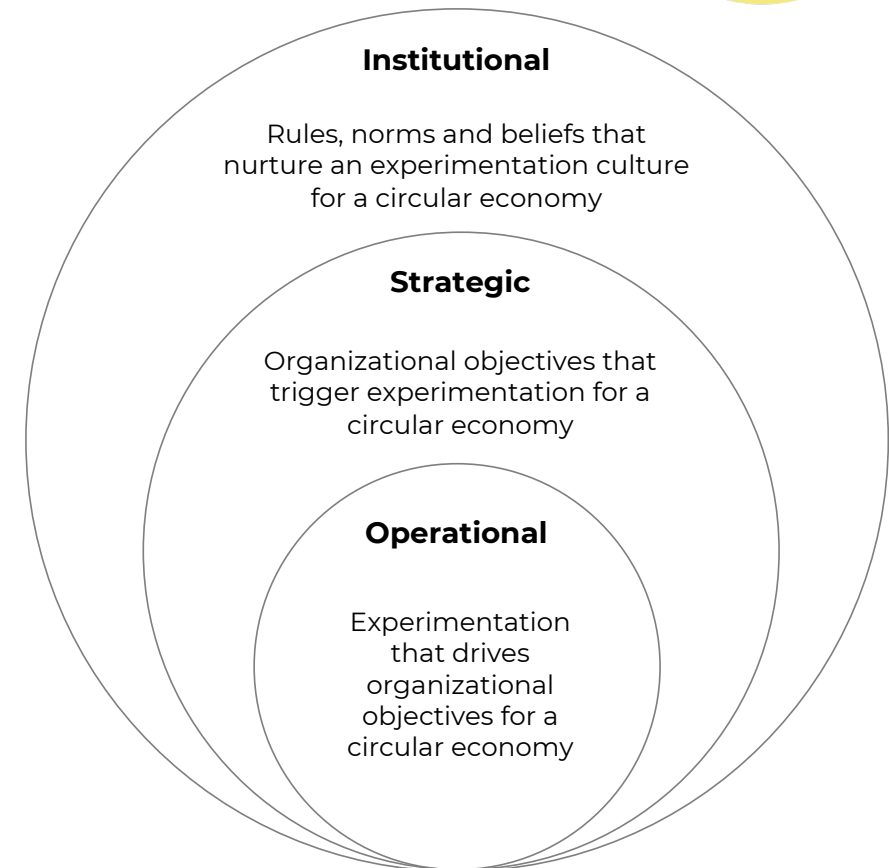 Institutional
Rules, norms and beliefs that
nurture an experimentation culture
for a circular economy
Strategic
Organizational objectives that
trigger experimentation for a
circular economy
Operational
Experimentation
that drives
organizational
objectives for a
circular economy